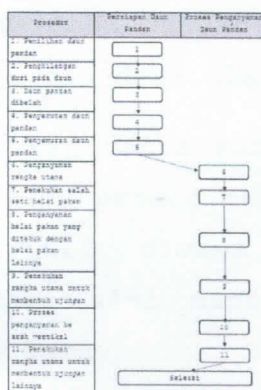 Prosedur
Persiapan Daun
Pandan
Proses Penganyaman
Daun Pandan
1. Pemilihan daun
pandan
2. Penghilangan
duri pada daun
3. Daun pandan
dibelah
4. Penyerutan daun
pandan
5. Penjemuran daun
pandan
6. Penganyaman
rangka utama
7. Penekukan salah
satu helai pakan
8. Penganyaman
helai pakan yang
ditekuk dengan
helai pakan
lainnya
9. Penekukan
rangka utama untuk
membentuk ujungan
10. Proses
penganyaman ke
arah vertikal
11. Penekukan
rangka utama untuk
membentuk ujungan
lainnya
1
2
3
4
5
6
7
8
9
10
11
Selesai